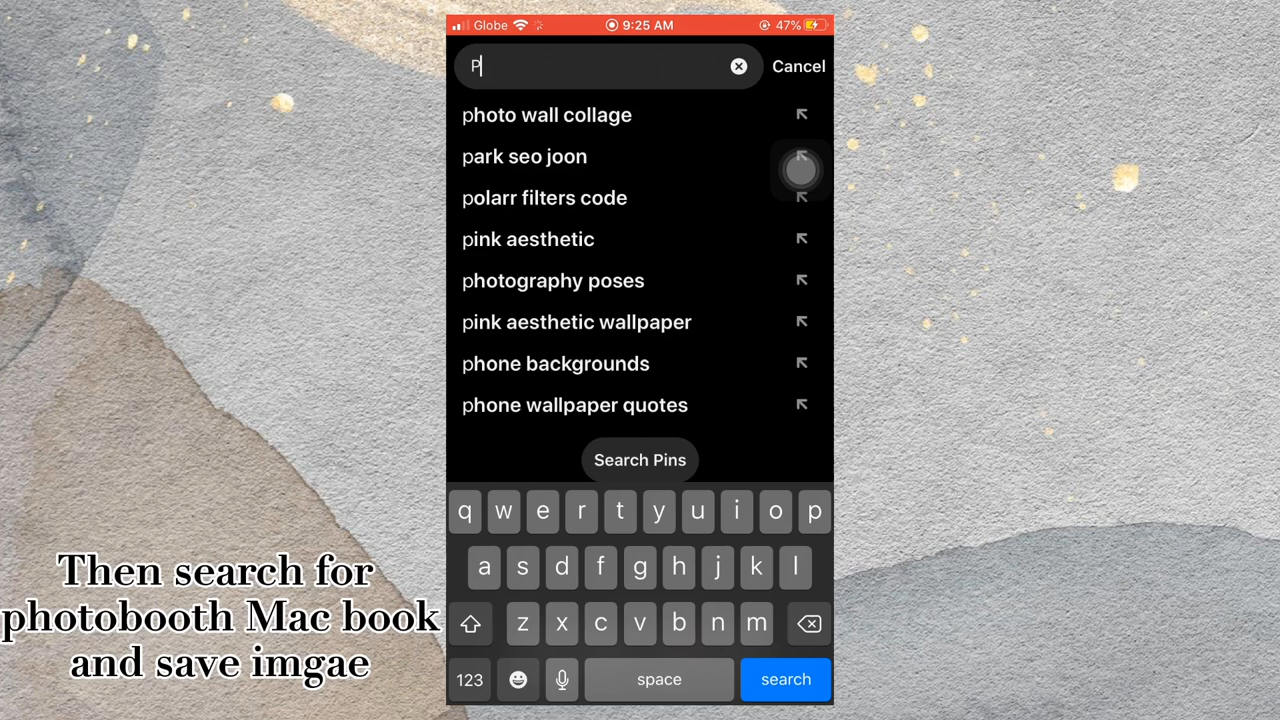 Globe 9:25 AM 47%
P Cancel
photo wall collage
park seo joon
polarr filters code
pink aesthetic
photography poses
pink aesthetic wallpaper
phone backgrounds
phone wallpaper quotes
Search Pins
q w e r t y u i o p
a s d f g h j k l
z x c v b n m
123 space search
Then search for
photobooth Mac book
and save imgae